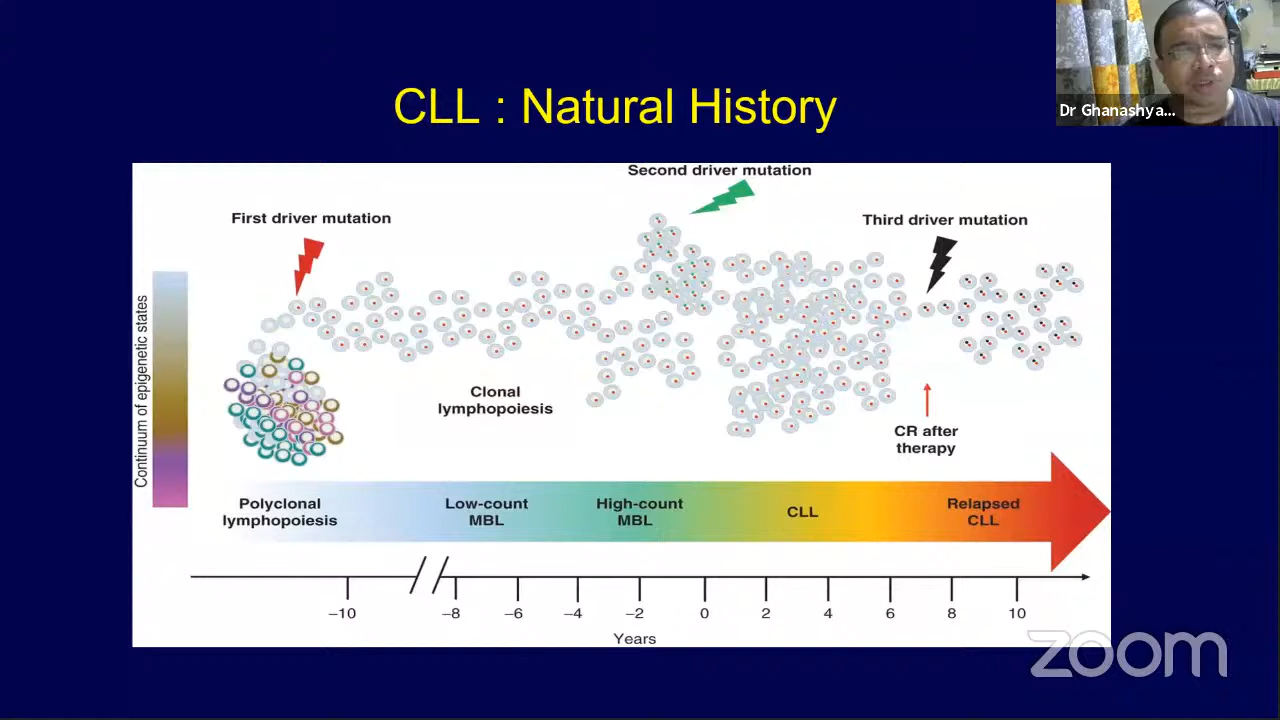 Dr Ghanashya...
CLL : Natural History
Second driver mutation
First driver mutation
Third driver mutation
Continuum of epigenetic states
Clonal
lymphopoiesis
CR after
therapy
Polyclonal
lymphopoiesis
Low-count
MBL
High-count
MBL
CLL
Relapsed
CLL
−10
−8
−6
−4
−2
0
2
4
6
8
10
Years
zoom